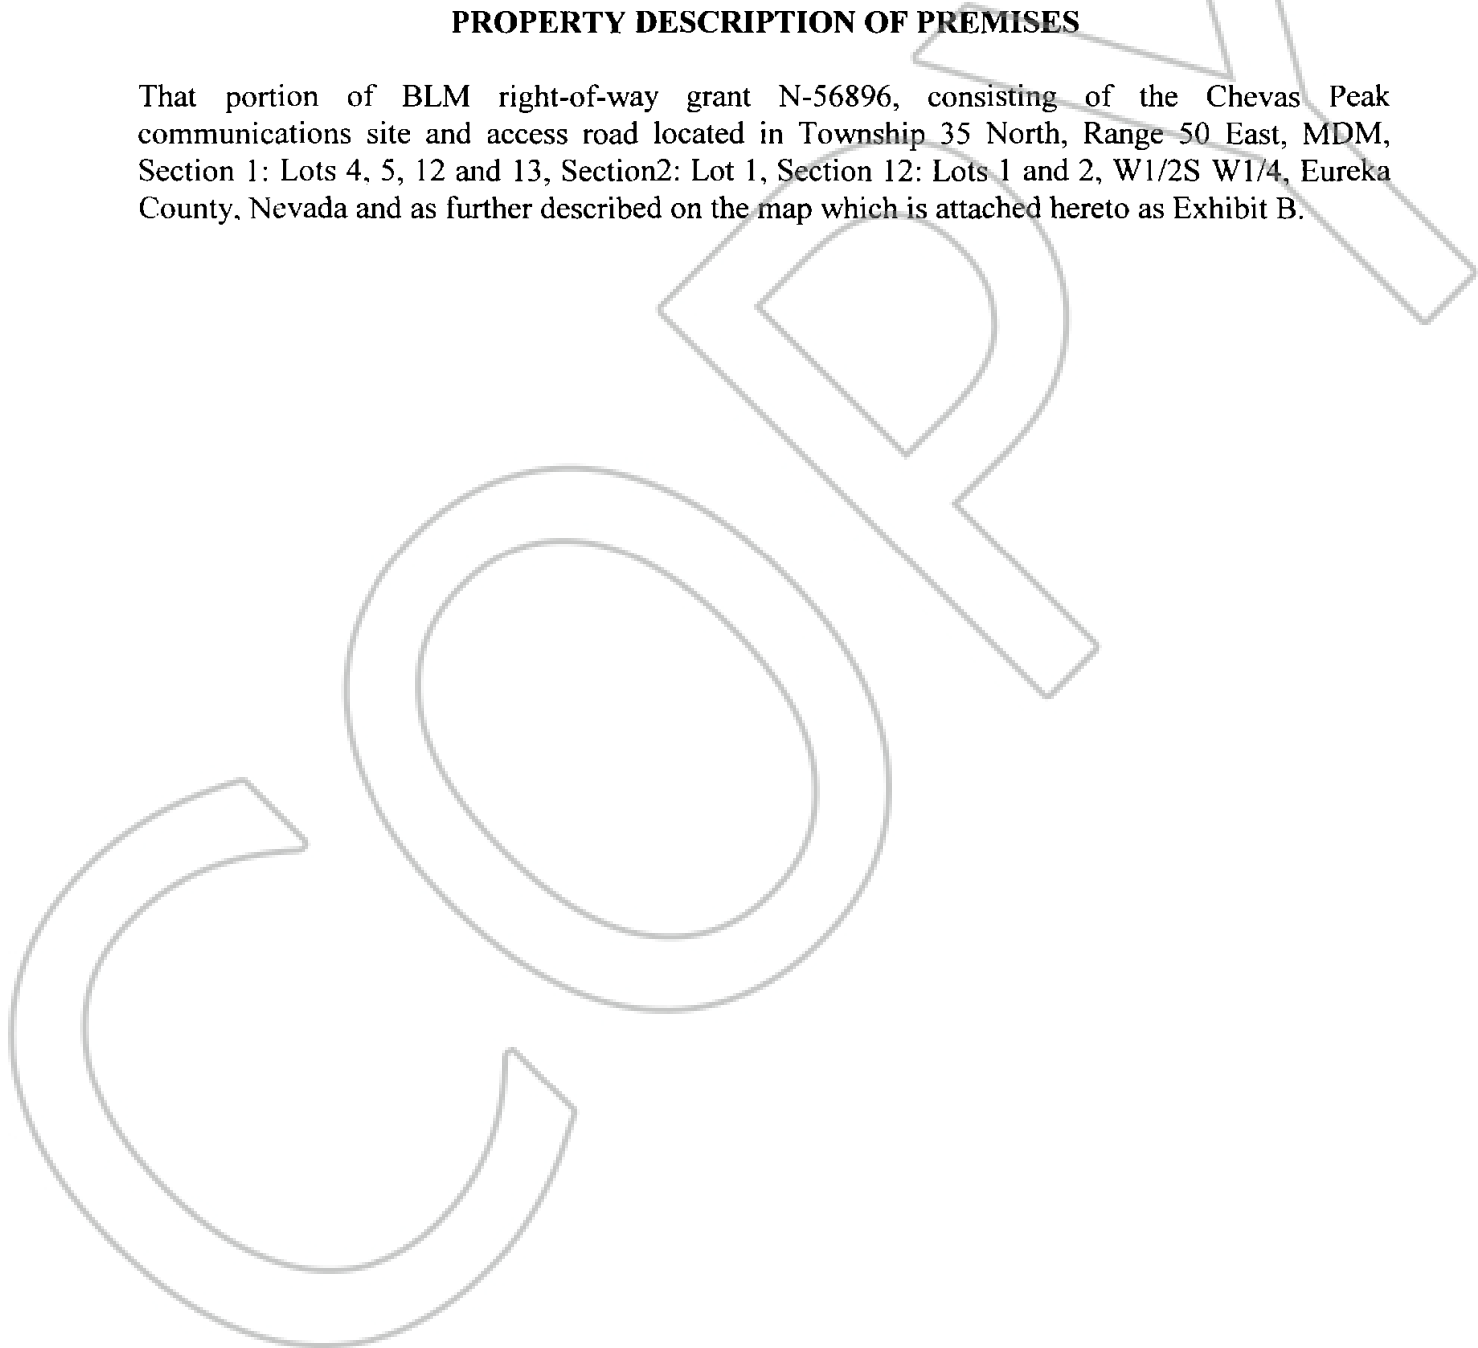 PROPERTY DESCRIPTION OF PREMISES
That portion of BLM right-of-way grant N-56896, consisting of the Chevas Peak
communications site and access road located in Township 35 North, Range 50 East, MDM,
Section 1: Lots 4, 5, 12 and 13, Section2: Lot 1, Section 12: Lots 1 and 2, W1/2S W1/4, Eureka
County, Nevada and as further described on the map which is attached hereto as Exhibit B.
COPY